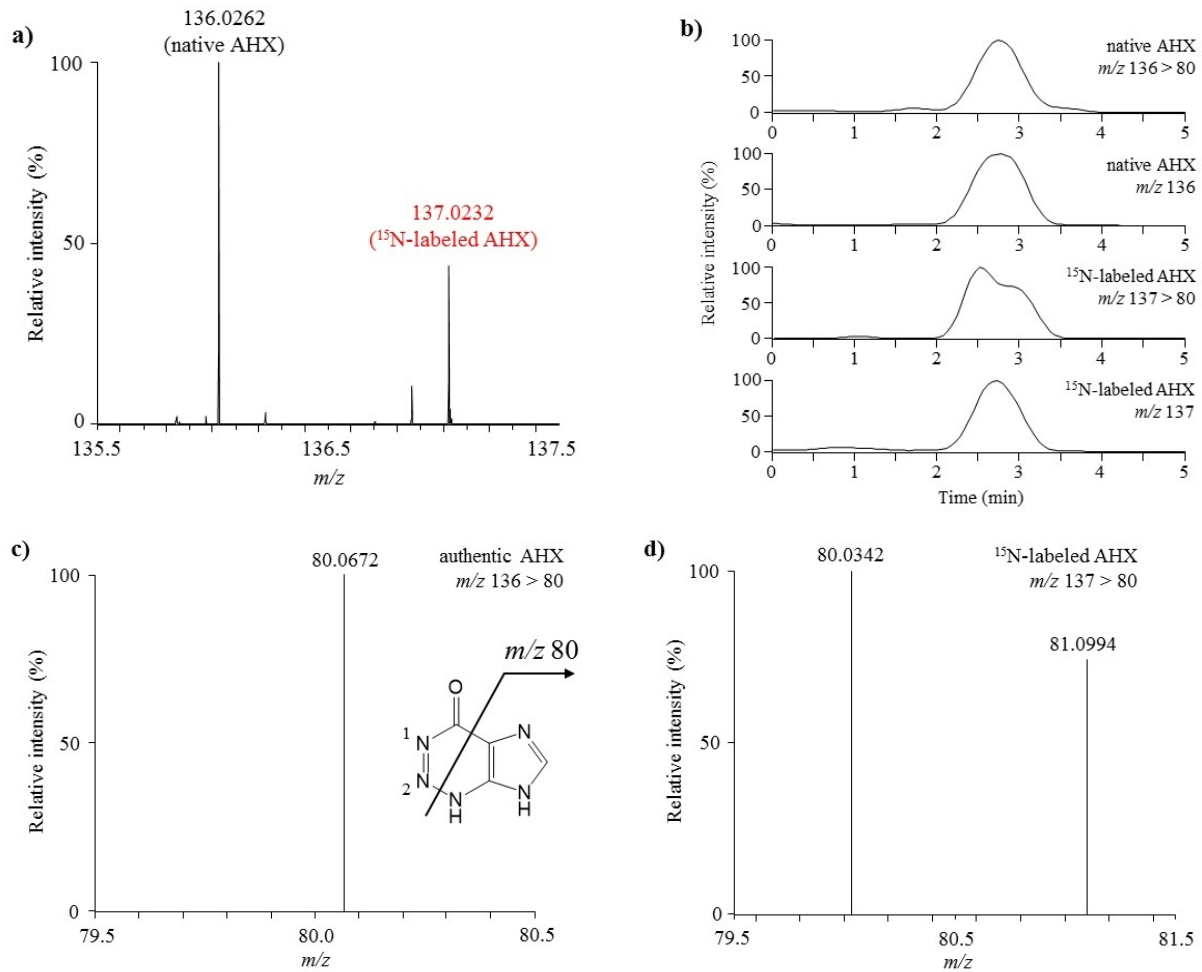 a)
136.0262
(native AHX)
137.0232
(¹⁵N-labeled AHX)
Relative intensity (%)
100
50
0
135.5 136.5 137.5
m/z
b)
Relative intensity (%)
native AHX
m/z 136 > 80
100
50
0
0 1 2 3 4 5
native AHX
m/z 136
100
50
0
0 1 2 3 4 5
¹⁵N-labeled AHX
m/z 137 > 80
100
50
0
0 1 2 3 4 5
¹⁵N-labeled AHX
m/z 137
100
50
0
0 1 2 3 4 5
Time (min)
c)
80.0672
authentic AHX
m/z 136 > 80
Relative intensity (%)
100
50
0
m/z 80
O
1 N
N
2 N
N
H
N
H
79.5 80.0 80.5
m/z
d)
80.0342
¹⁵N-labeled AHX
m/z 137 > 80
81.0994
Relative intensity (%)
100
50
0
79.5 80.5 81.5
m/z